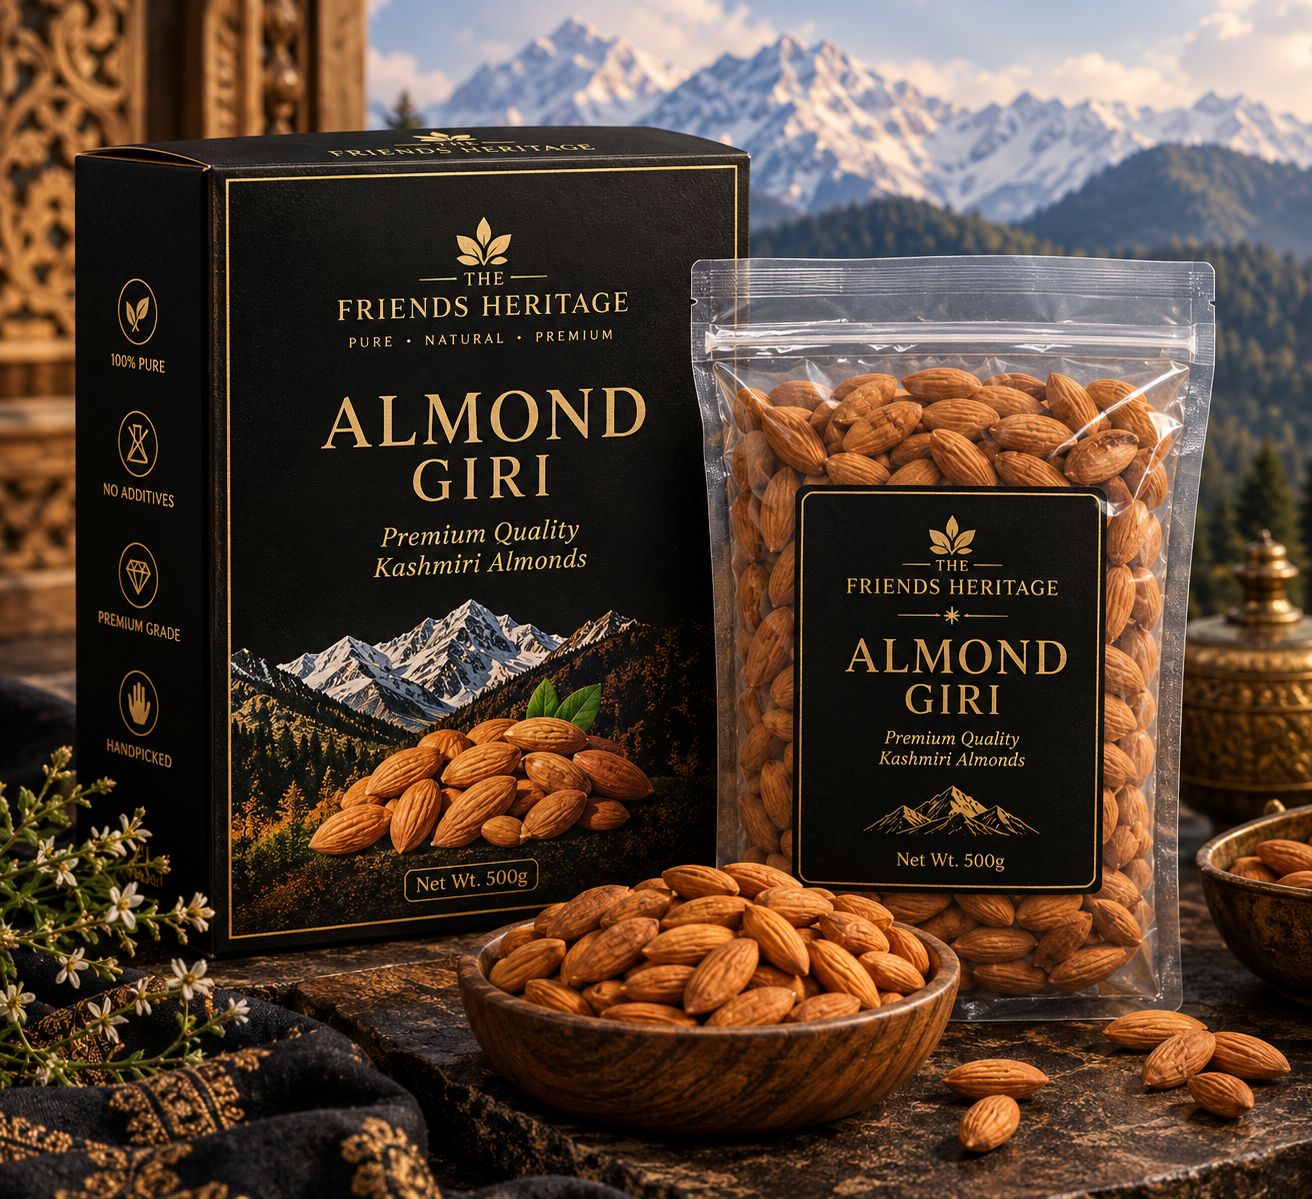 FRIENDS HERITAGE
100% PURE
NO ADDITIVES
PREMIUM GRADE
HANDPICKED
THE
FRIENDS HERITAGE
PURE • NATURAL • PREMIUM
ALMOND
GIRI
Premium Quality
Kashmiri Almonds
Net Wt. 500g
THE
FRIENDS HERITAGE
ALMOND
GIRI
Premium Quality
Kashmiri Almonds
Net Wt. 500g